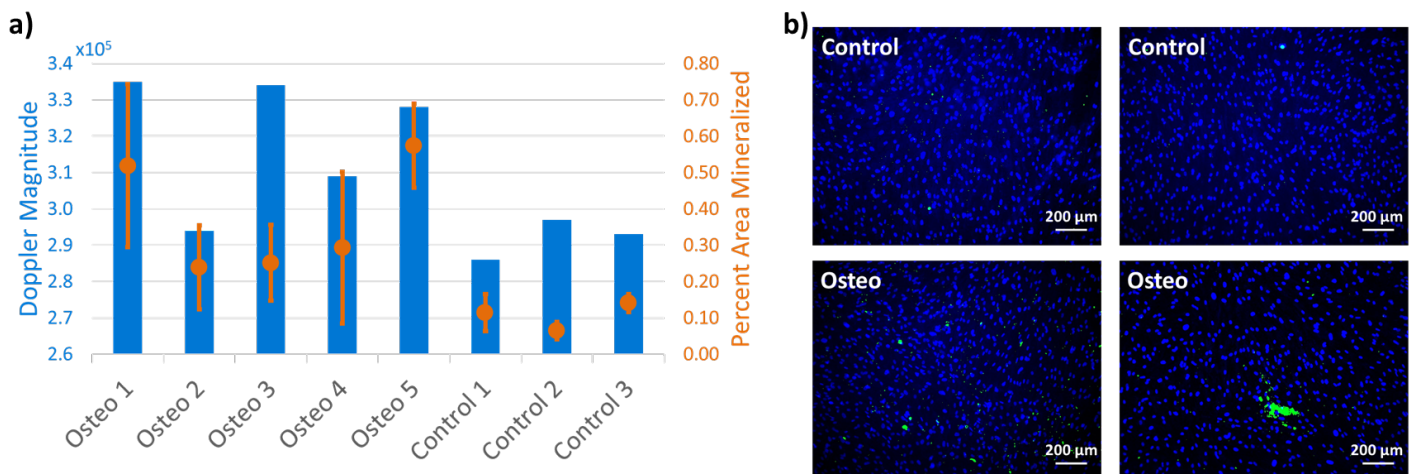 a)
x10⁵
3.4
3.3
3.2
3.1
3.0
2.9
2.8
2.7
2.6
Doppler Magnitude
0.80
0.70
0.60
0.50
0.40
0.30
0.20
0.10
0.00
Percent Area Mineralized
Osteo 1
Osteo 2
Osteo 3
Osteo 4
Osteo 5
Control 1
Control 2
Control 3
b)
Control
200 µm
Control
200 µm
Osteo
200 µm
Osteo
200 µm